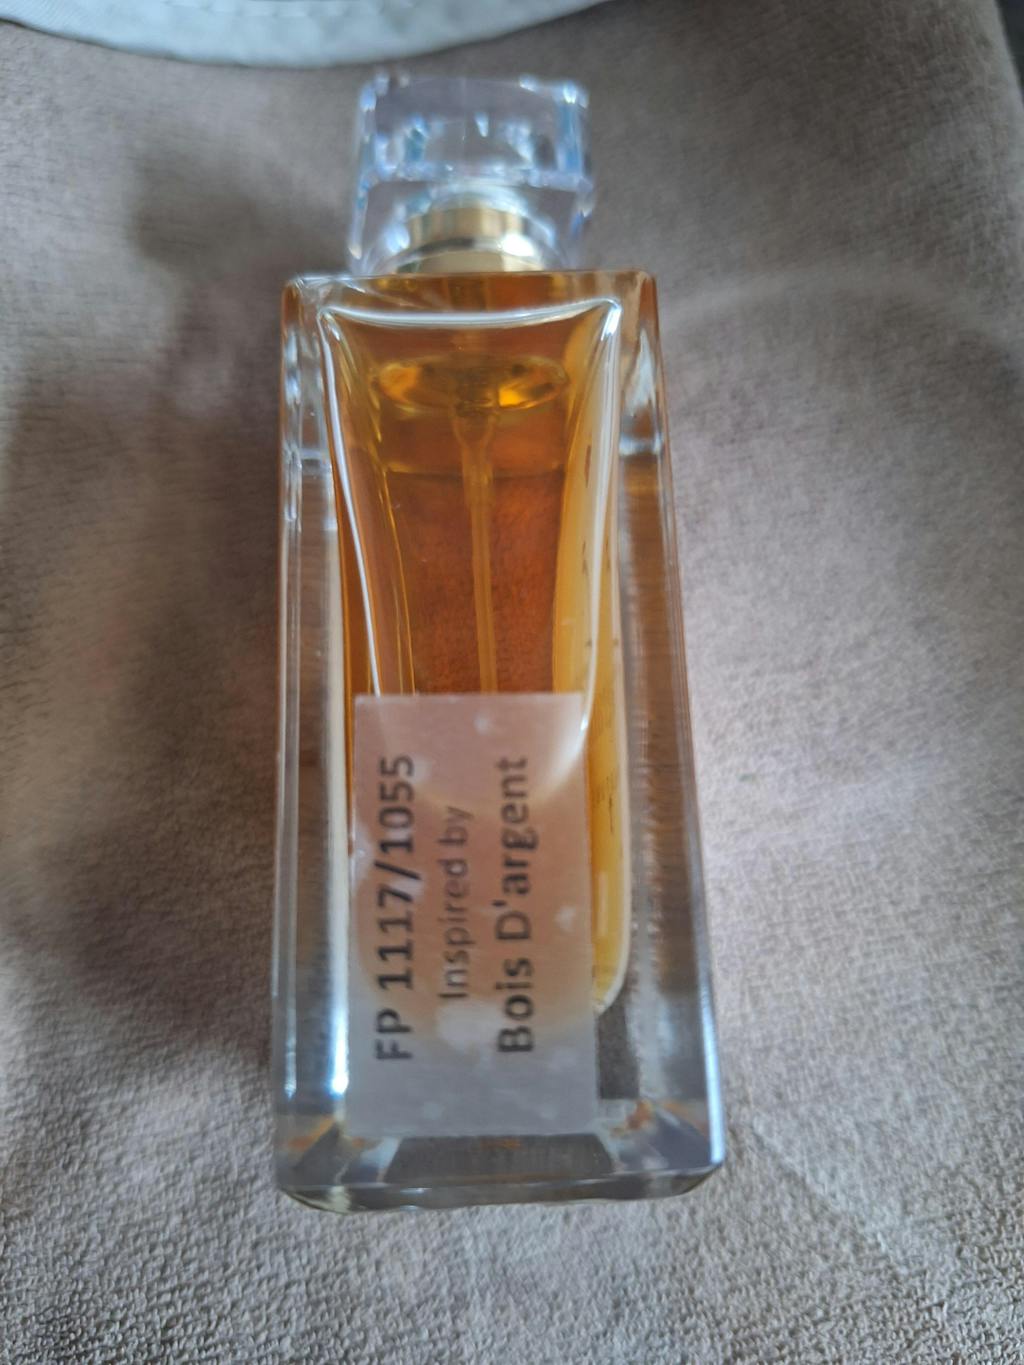 FP 1117/1055
Inspired by
Bois D'argent